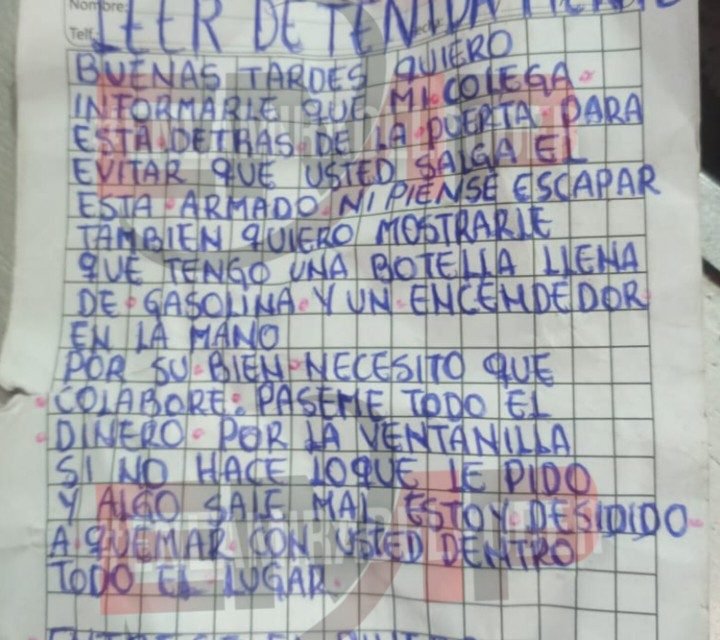 Nombre:
Telf.:
LEER DETENIDA
BUENAS TARDES QUIERO
INFORMARLE QUE MI COLEGA
ESTA DETRAS DE LA PUERTA PARA
EVITAR QUE USTED SALGA EL
ESTA ARMADO NI PIENSE ESCAPAR
TAMBIEN QUIERO MOSTRARLE
QUE TENGO UNA BOTELLA LLENA
DE GASOLINA Y UN ENCENDEDOR
EN LA MANO
POR SU BIEN NECESITO QUE
COLABORE. PASEME TODO EL
DINERO POR LA VENTANILLA
SI NO HACE LO QUE LE PIDO
Y ALGO SALE MAL ESTOY DESIDIDO
A QUEMAR CON USTED DENTRO
TODO EL LUGAR